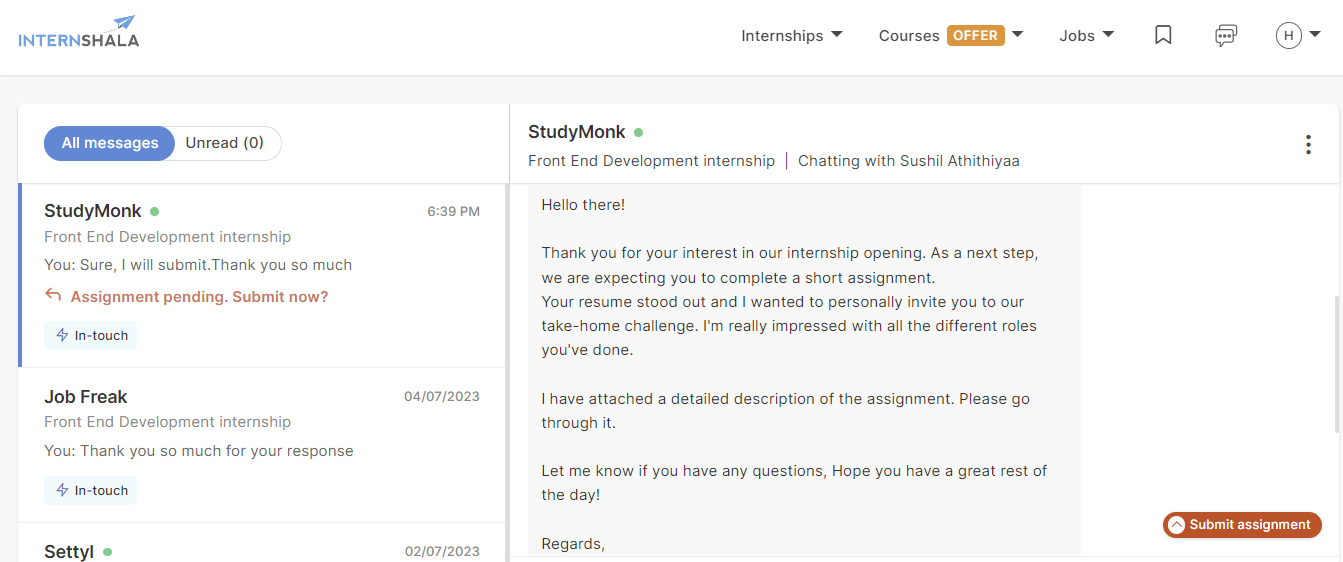 INTERNSHALA
Internships
Courses OFFER
Jobs
H
All messages
Unread (0)
StudyMonk
6:39 PM
Front End Development internship
You: Sure, I will submit.Thank you so much
Assignment pending. Submit now?
In-touch
Job Freak
04/07/2023
Front End Development internship
You: Thank you so much for your response
In-touch
Settyl
02/07/2023
StudyMonk
Front End Development internship | Chatting with Sushil Athithiyaa
Hello there!
Thank you for your interest in our internship opening. As a next step,
we are expecting you to complete a short assignment.
Your resume stood out and I wanted to personally invite you to our
take-home challenge. I'm really impressed with all the different roles
you've done.
I have attached a detailed description of the assignment. Please go
through it.
Let me know if you have any questions, Hope you have a great rest of
the day!
Regards,
Submit assignment